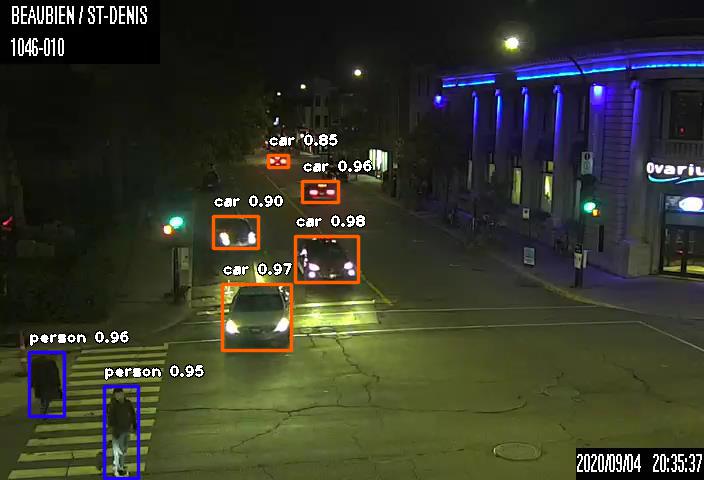 BEAUBIEN / ST-DENIS
1046-010
car 0.85
car 0.96
car 0.90
car 0.98
car 0.97
Ovarium
person 0.96
person 0.95
2020/09/04 20:35:37